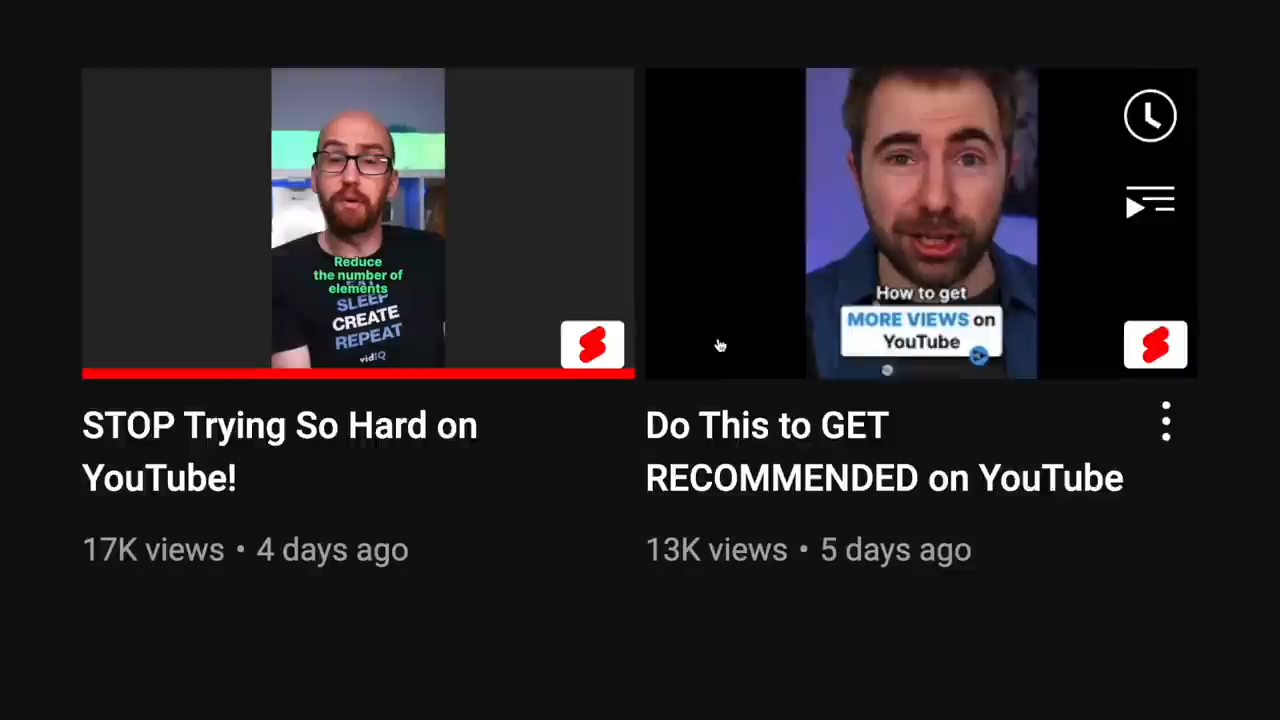 Reduce
the number of
elements
EAT
SLEEP
CREATE
REPEAT
vidIQ
How to get
MORE VIEWS on
YouTube
STOP Trying So Hard on
YouTube!
17K views • 4 days ago
Do This to GET
RECOMMENDED on YouTube
13K views • 5 days ago